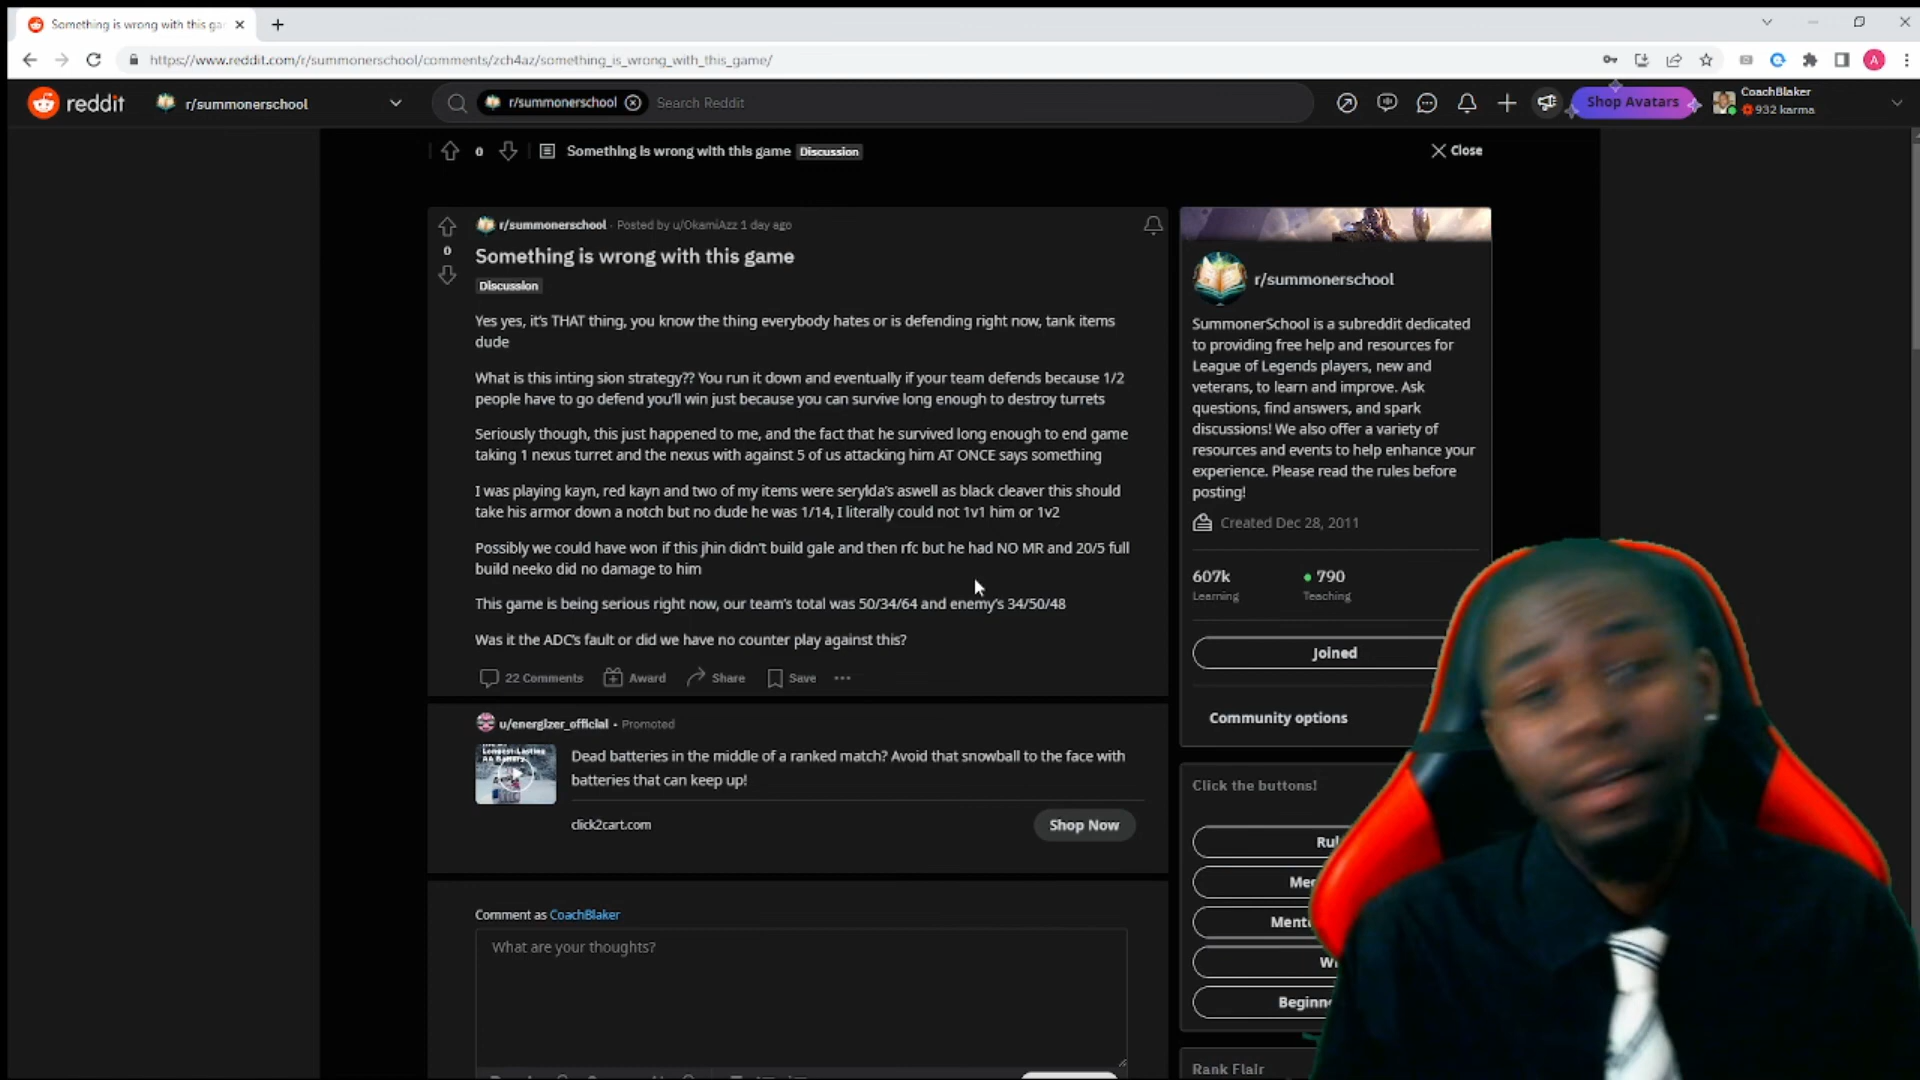 Something is wrong with this ga
https://www.reddit.com/r/summonerschool/comments/zch4az/something_is_wrong_with_this_game/
reddit
r/summonerschool
r/summonerschool
Search Reddit
Shop Avatars
CoachBlaker
932 karma
A
0
Something is wrong with this game
Discussion
Close
r/summonerschool · Posted by u/OkamiAzz 1 day ago
0
Something is wrong with this game
Discussion
Yes yes, it's THAT thing, you know the thing everybody hates or is defending right now, tank items
dude
What is this inting sion strategy?? You run it down and eventually if your team defends because 1/2
people have to go defend you'll win just because you can survive long enough to destroy turrets
Seriously though, this just happened to me, and the fact that he survived long enough to end game
taking 1 nexus turret and the nexus with against 5 of us attacking him AT ONCE says something
I was playing kayn, red kayn and two of my items were serylda's aswell as black cleaver this should
take his armor down a notch but no dude he was 1/14, I literally could not 1v1 him or 1v2
Possibly we could have won if this jhin didn't build gale and then rfc but he had NO MR and 20/5 full
build neeko did no damage to him
This game is being serious right now, our team's total was 50/34/64 and enemy's 34/50/48
Was it the ADC's fault or did we have no counter play against this?
22 Comments
Award
Share
Save
u/energizer_official • Promoted
Longest-Lasting
AA Battery
Dead batteries in the middle of a ranked match? Avoid that snowball to the face with
batteries that can keep up!
click2cart.com
Shop Now
Comment as CoachBlaker
What are your thoughts?
r/summonerschool
SummonerSchool is a subreddit dedicated
to providing free help and resources for
League of Legends players, new and
veterans, to learn and improve. Ask
questions, find answers, and spark
discussions! We also offer a variety of
resources and events to help enhance your
experience. Please read the rules before
posting!
Created Dec 28, 2011
607k
790
Learning
Teaching
Joined
Community options
Click the buttons!
Rul
Mento
Beginne
Rank Flair